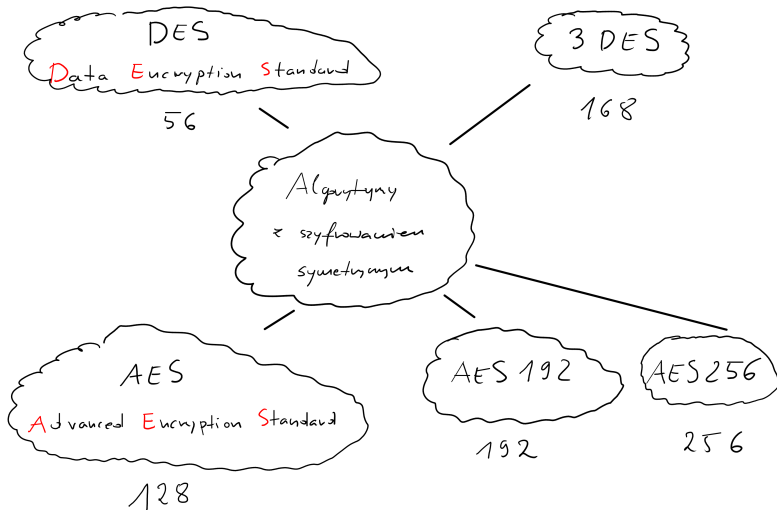 DES
Data Encryption Standard
56
3 DES
168
Algorytmy
z szyfrowaniem
symetrycznym
AES
Advanced Encryption Standard
128
AES 192
192
AES256
256